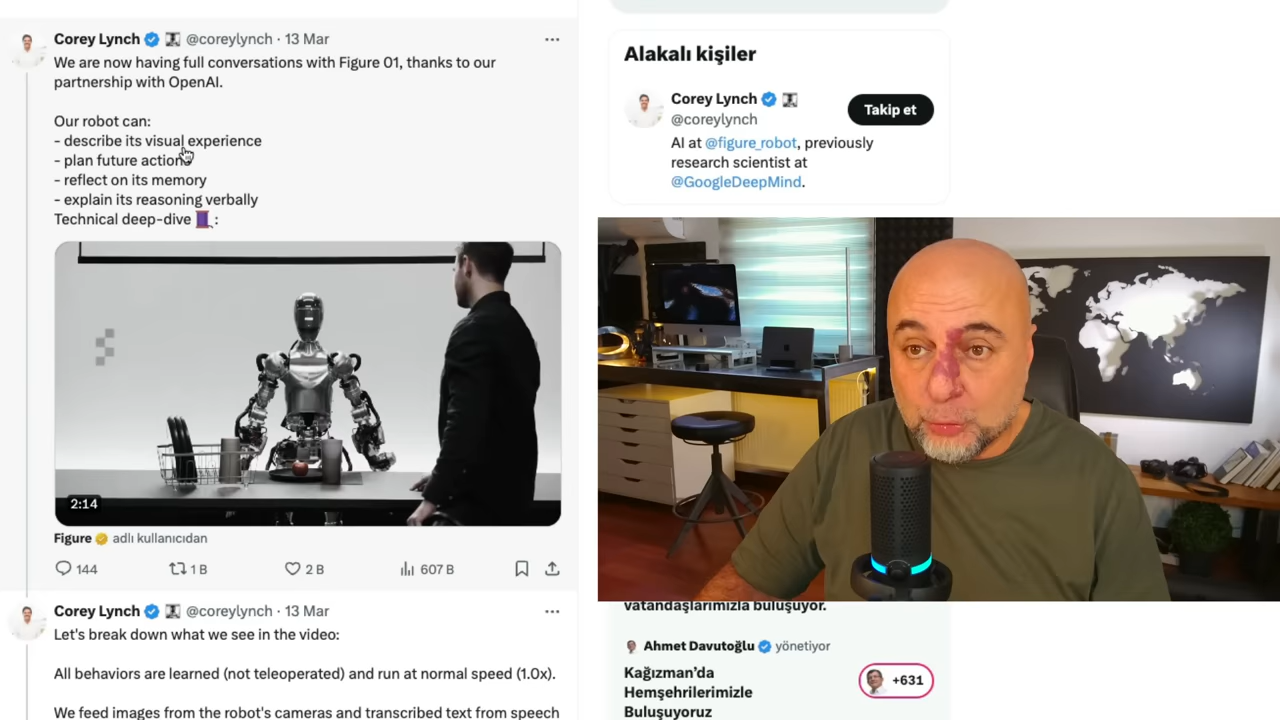 Corey Lynch @coreylynch · 13 Mar
We are now having full conversations with Figure 01, thanks to our
partnership with OpenAI.
Our robot can:
- describe its visual experience
- plan future action
- reflect on its memory
- explain its reasoning verbally
Technical deep-dive 🧵:
2:14
Figure adlı kullanıcıdan
144 1 B 2 B 607 B
Corey Lynch @coreylynch · 13 Mar
Let's break down what we see in the video:
All behaviors are learned (not teleoperated) and run at normal speed (1.0x).
We feed images from the robot's cameras and transcribed text from speech
Alakalı kişiler
Corey Lynch
@coreylynch
Takip et
AI at @figure_robot, previously
research scientist at
@GoogleDeepMind.
vatandaşlarımızla buluşuyor.
Ahmet Davutoğlu yönetiyor
Kağızman’da
Hemşehrilerimizle
Buluşuyoruz
+631